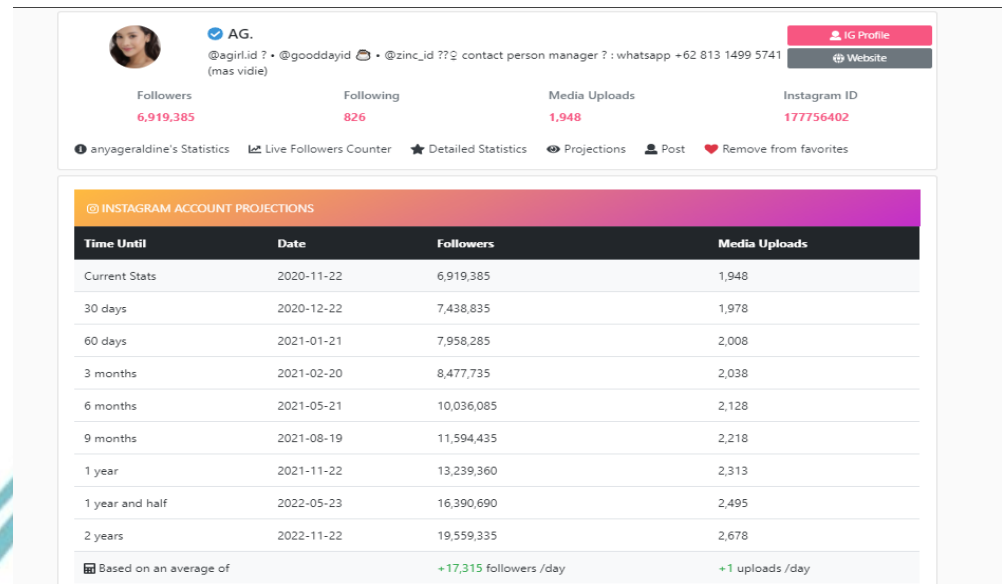 AG.
@agirl.id ? • @gooddayid • @zinc_id ??♀ contact person manager ? : whatsapp +62 813 1499 5741
(mas vidie)
IG Profile
Website
Followers Following Media Uploads Instagram ID
6,919,385 826 1,948 177756402
anyageraldine's Statistics Live Followers Counter Detailed Statistics Projections Post Remove from favorites
INSTAGRAM ACCOUNT PROJECTIONS
Time Until Date Followers Media Uploads
Current Stats 2020-11-22 6,919,385 1,948
30 days 2020-12-22 7,438,835 1,978
60 days 2021-01-21 7,958,285 2,008
3 months 2021-02-20 8,477,735 2,038
6 months 2021-05-21 10,036,085 2,128
9 months 2021-08-19 11,594,435 2,218
1 year 2021-11-22 13,239,360 2,313
1 year and half 2022-05-23 16,390,690 2,495
2 years 2022-11-22 19,559,335 2,678
Based on an average of +17,315 followers /day +1 uploads /day